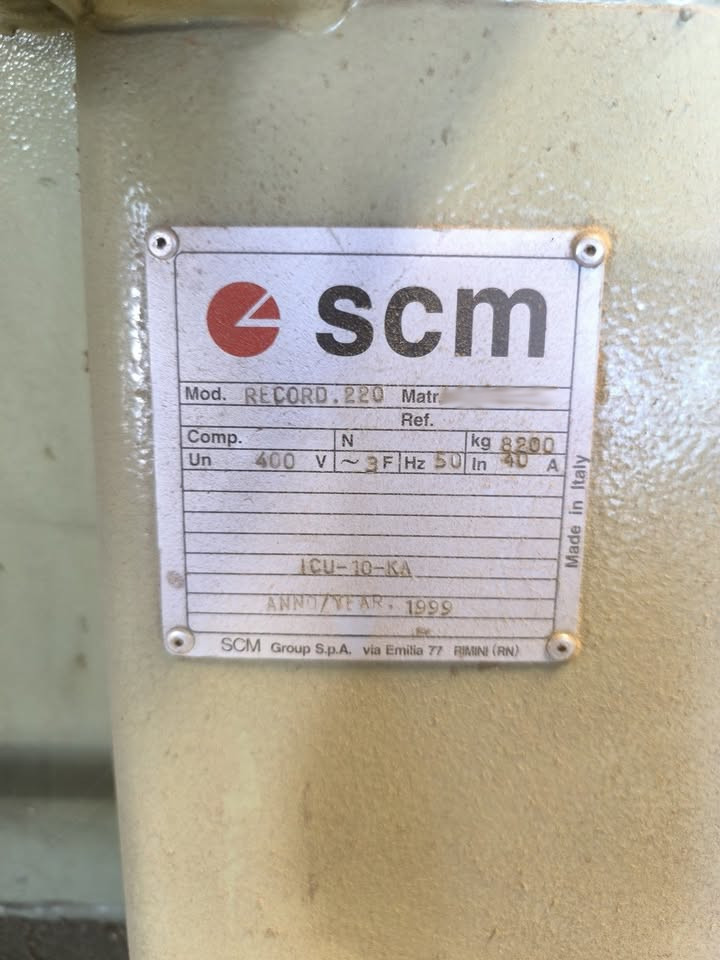 scm
Mod. RECORD.220 Matr.
Ref.
Comp. N kg 8200
Un 400 V ~ 3 F Hz 50 In 40 A
ICU-10-KA
ANNO/YEAR. 1999
SCM Group S.p.A. via Emilia 77 RIMINI (RN)
Made in Italy